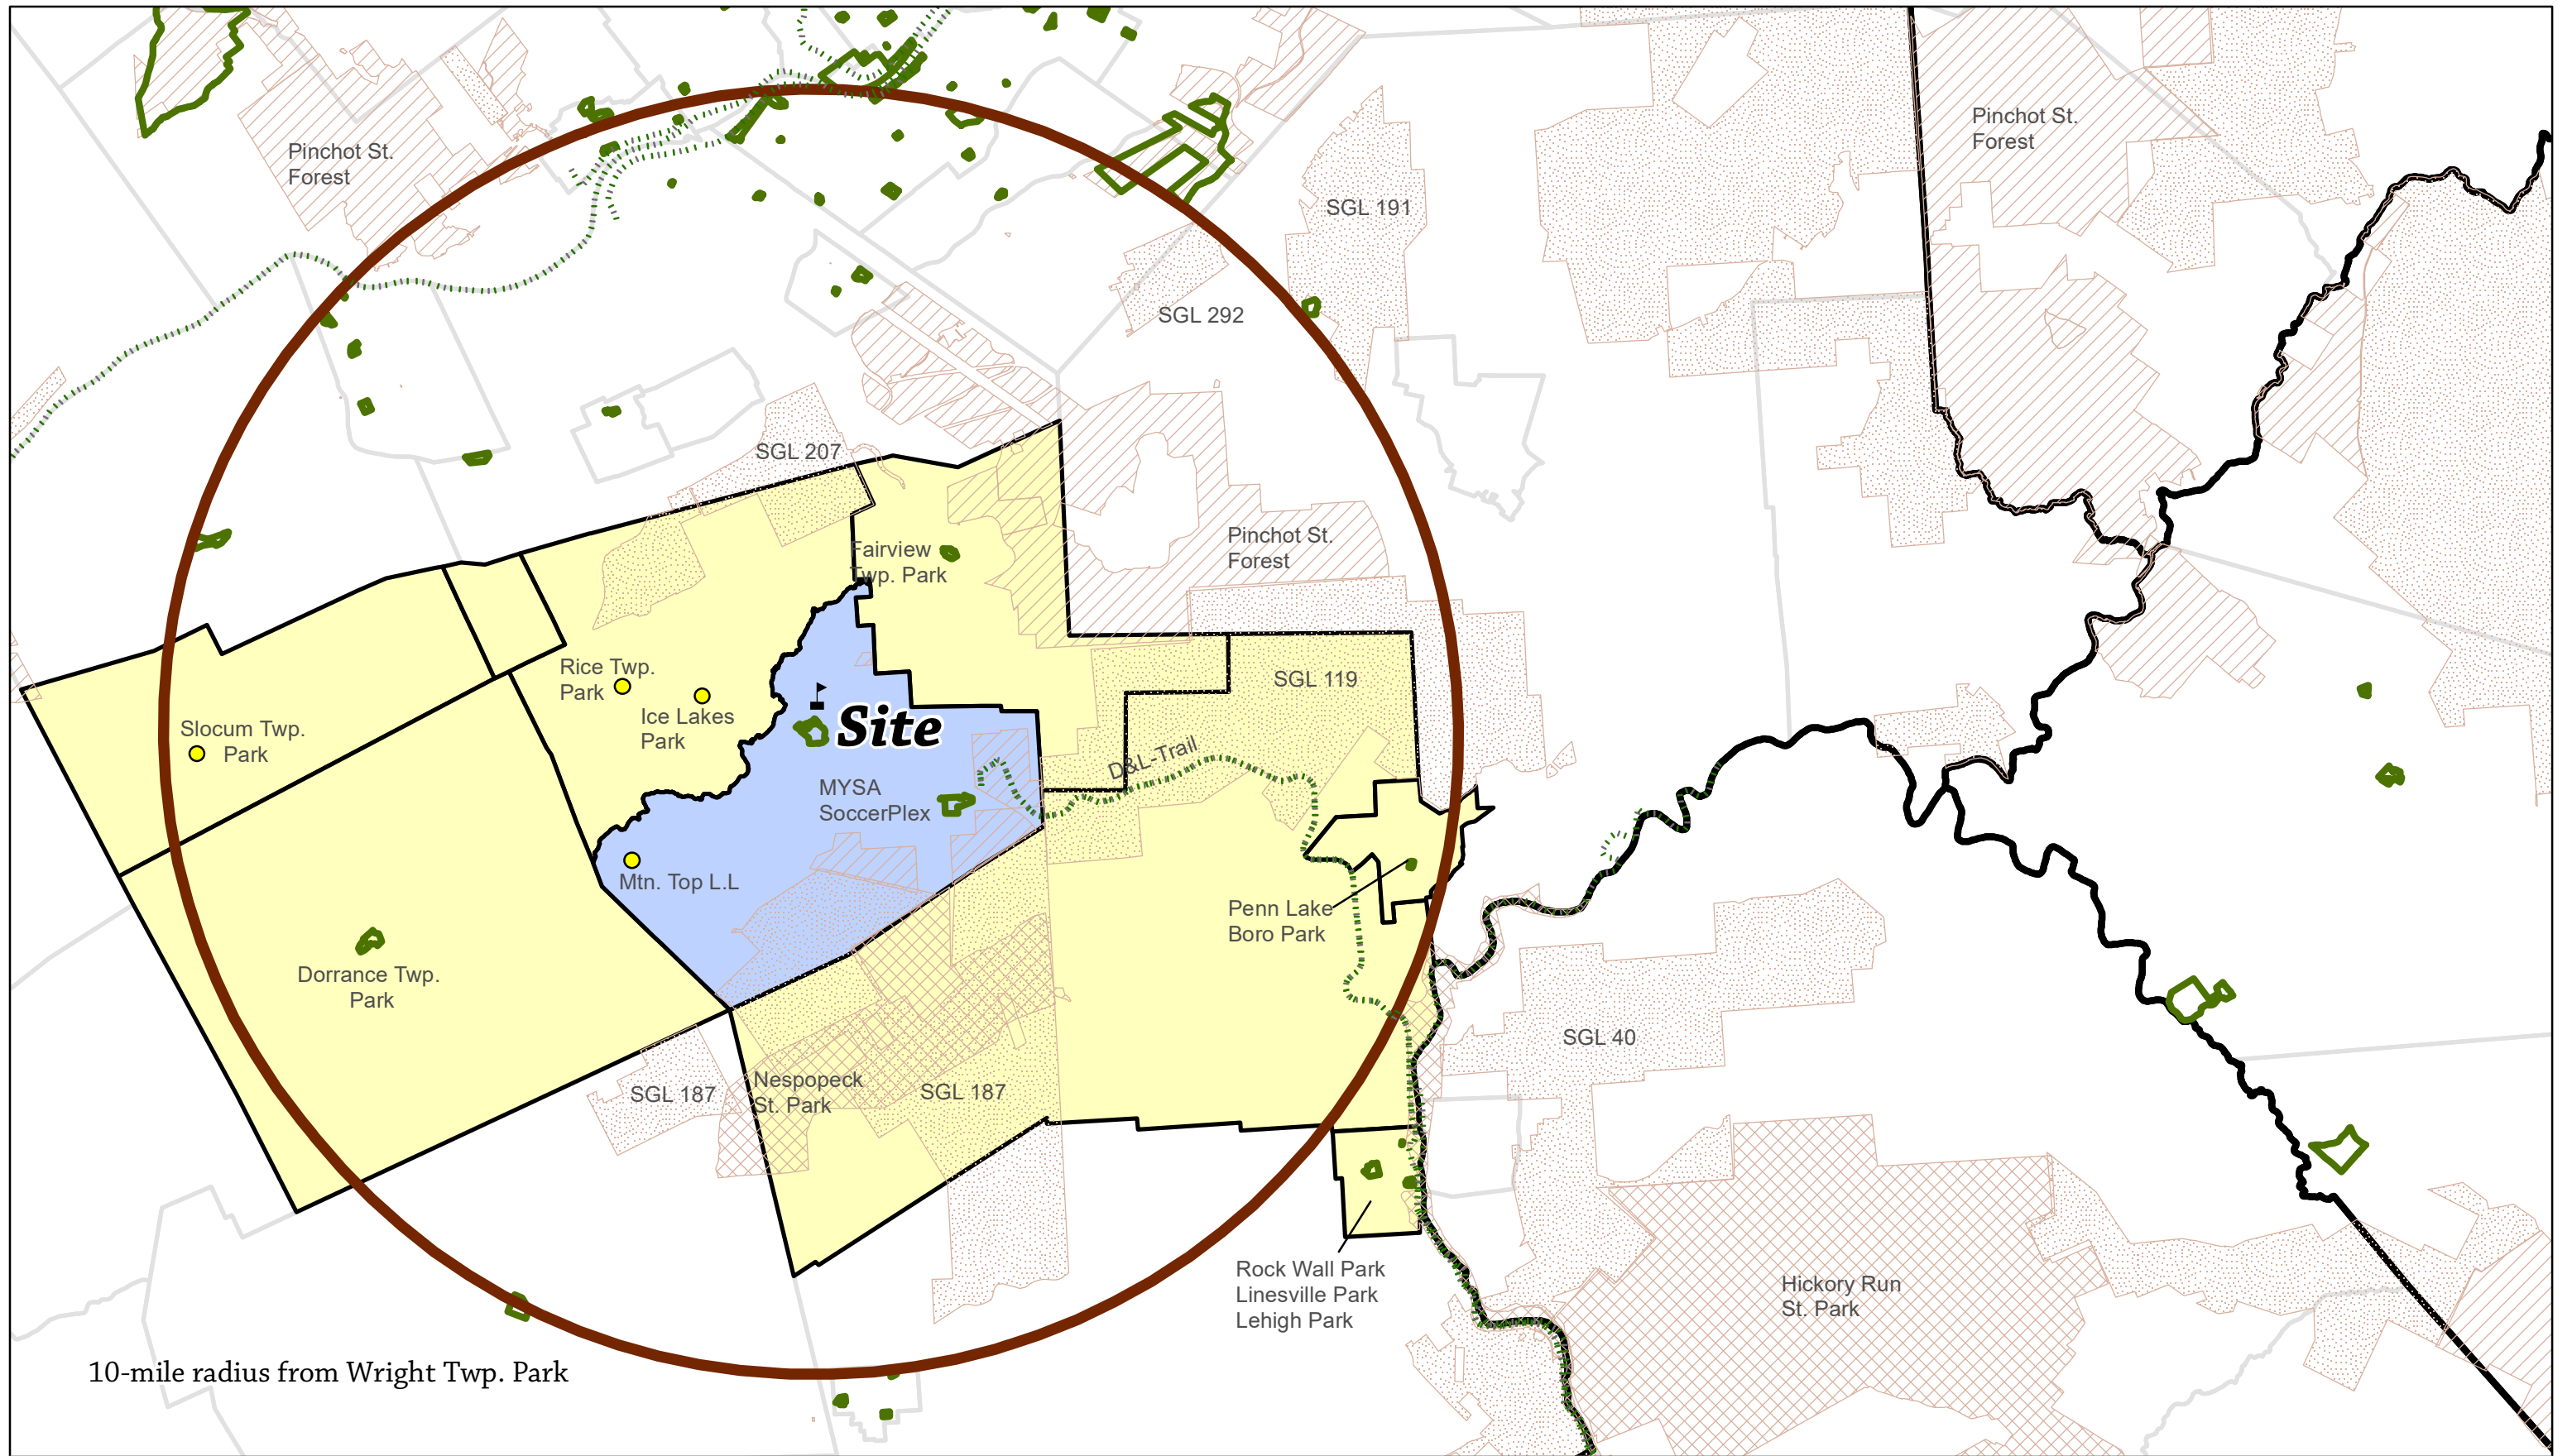 Pinchot St.
Forest
Pinchot St.
Forest
SGL 191
SGL 292
SGL 207
Fairview
Twp. Park
Pinchot St.
Forest
Rice Twp.
Park
Ice Lakes
Park
SGL 119
Slocum Twp.
Park
Site
D&L-Trail
MYSA
SoccerPlex
Mtn. Top L.L
Penn Lake
Boro Park
Dorrance Twp.
Park
SGL 40
SGL 187
Nespopeck
St. Park
SGL 187
Rock Wall Park
Linesville Park
Lehigh Park
Hickory Run
St. Park
10-mile radius from Wright Twp. Park